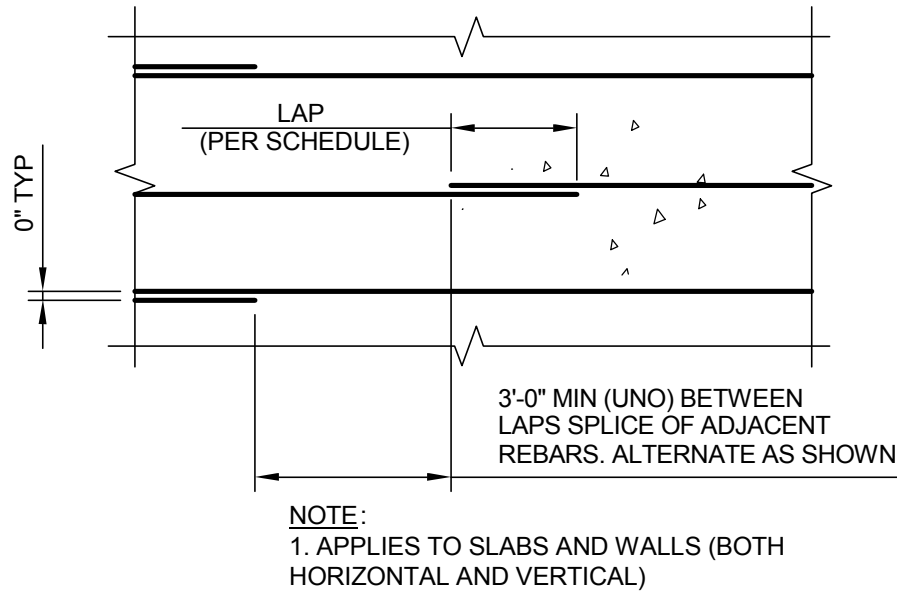 LAP
(PER SCHEDULE)
0" TYP
3'-0" MIN (UNO) BETWEEN
LAPS SPLICE OF ADJACENT
REBARS. ALTERNATE AS SHOWN
NOTE:
1. APPLIES TO SLABS AND WALLS (BOTH
HORIZONTAL AND VERTICAL)